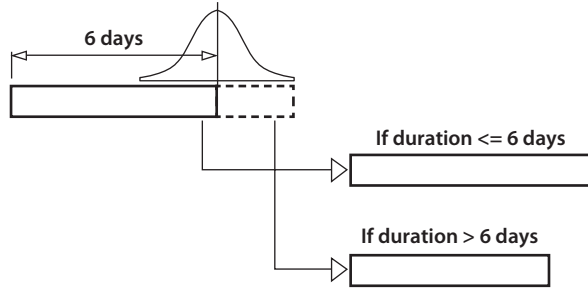 6 days
If duration <= 6 days
If duration > 6 days